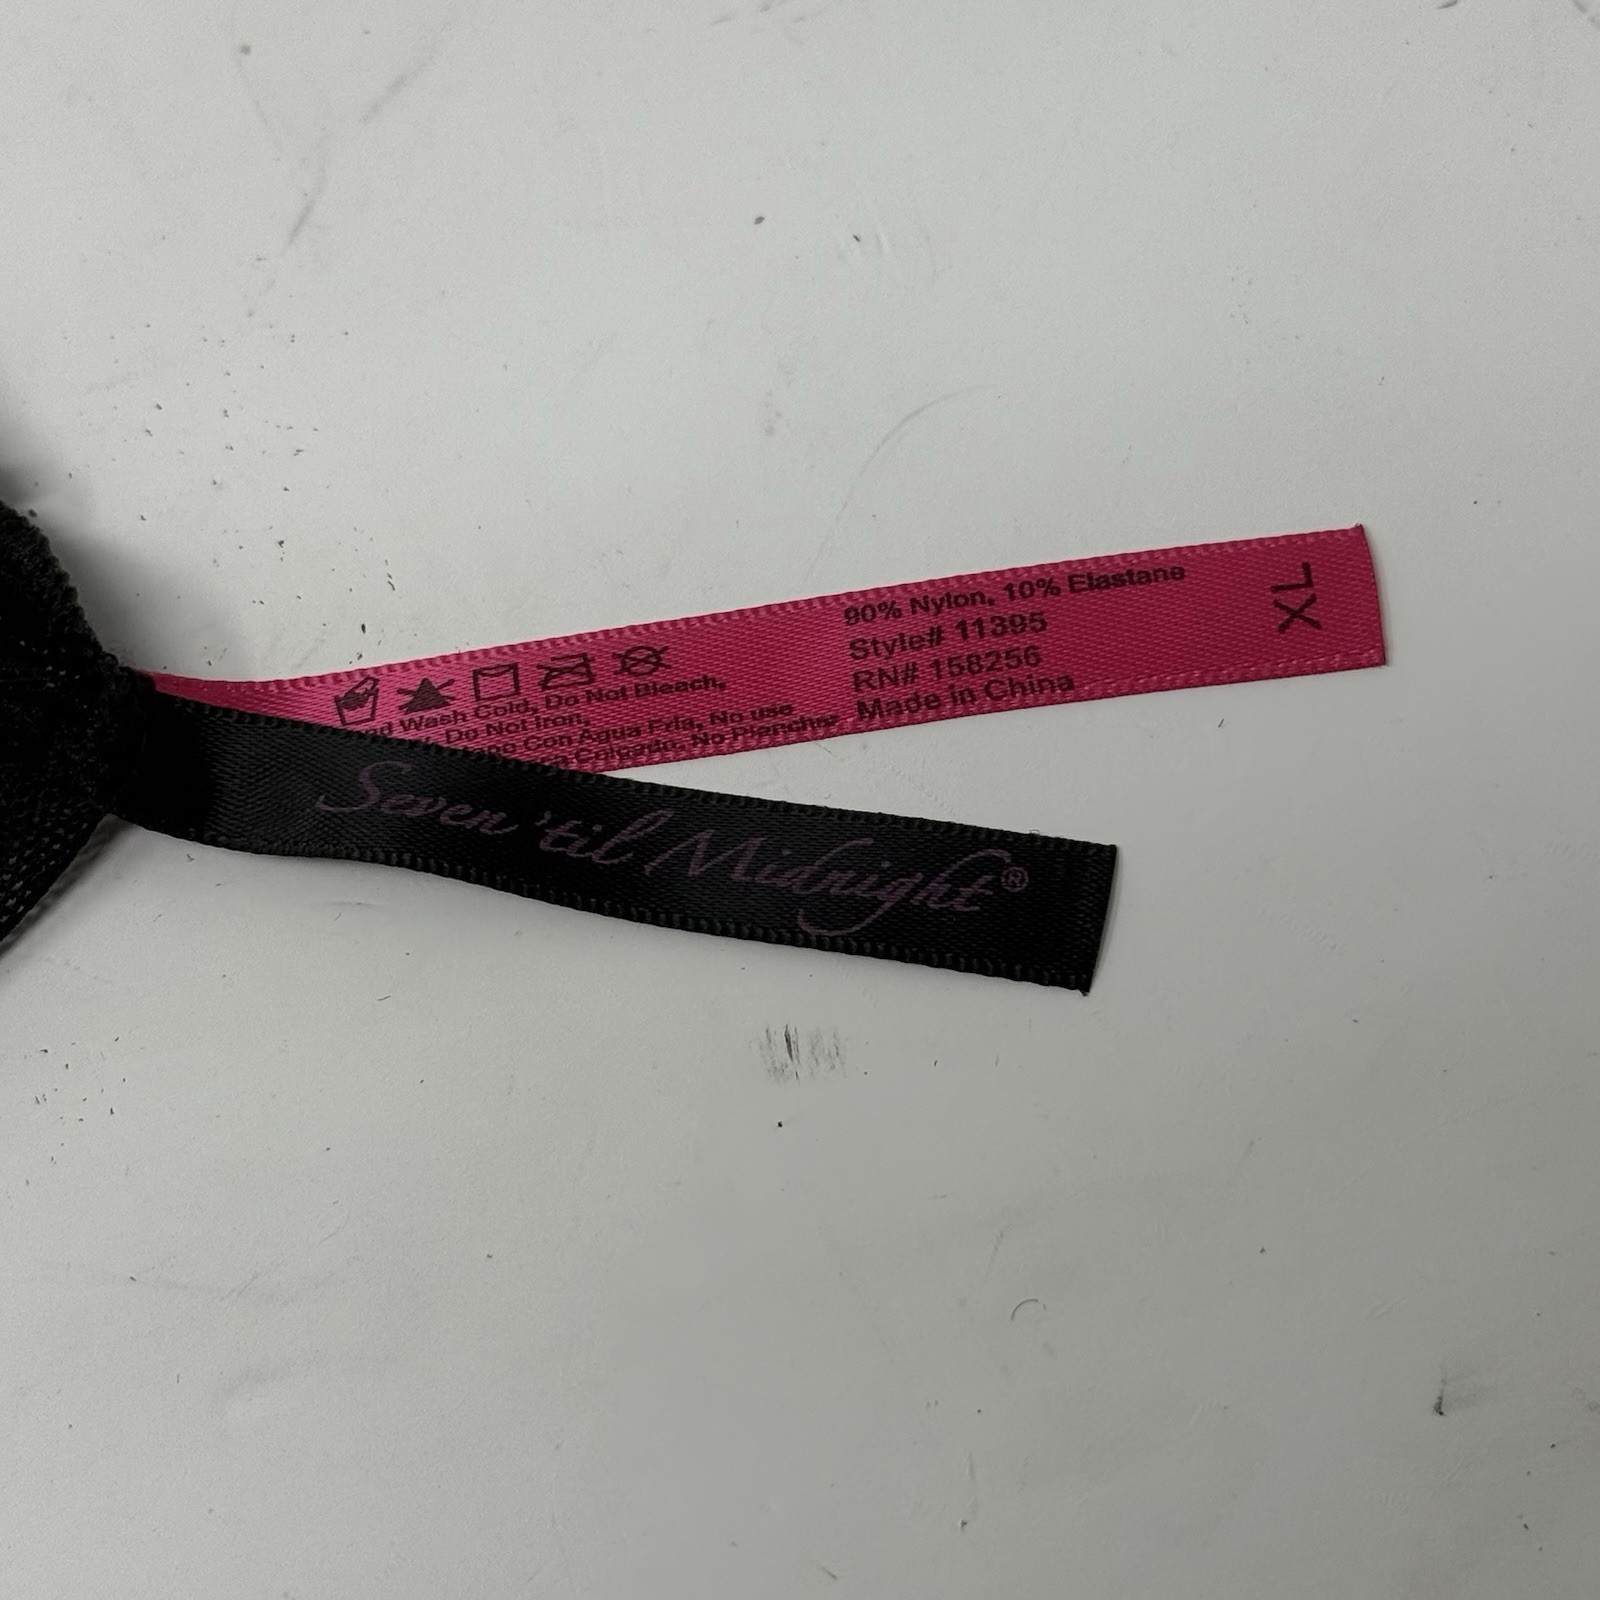 90% Nylon, 10% Elastane
Style# 11395
RN# 158256
Made in China
XL
Wash Cold, Do Not Bleach,
Do Not Iron,
Con Agua Fria, No use
No Planchar
Seven 'til Midnight®